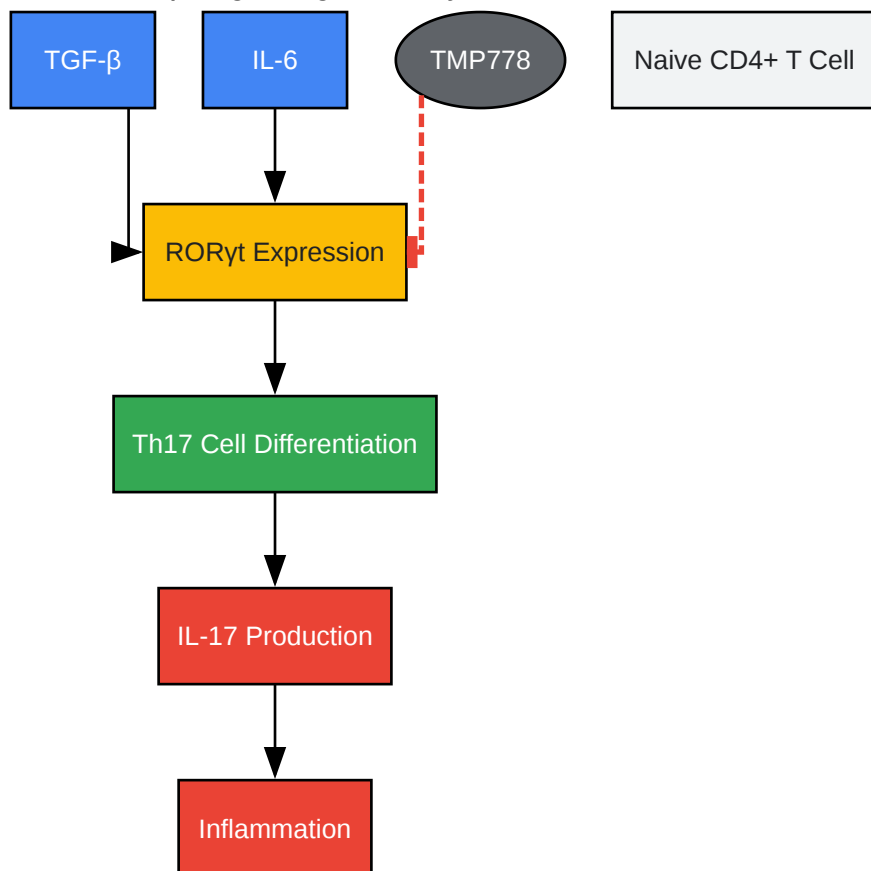 TGF-β
IL-6
TMP778
Naive CD4+ T Cell
RORγt Expression
Th17 Cell Differentiation
IL-17 Production
Inflammation